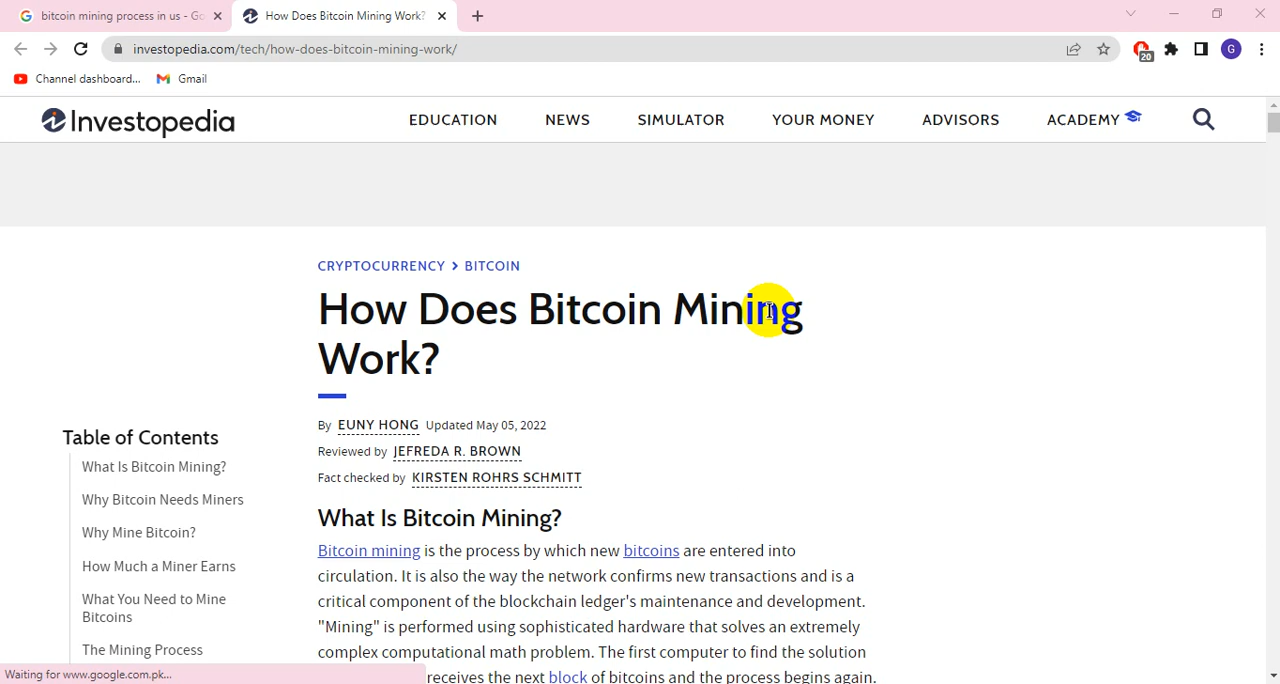 bitcoin mining process in us - Go
How Does Bitcoin Mining Work?
investopedia.com/tech/how-does-bitcoin-mining-work/
20
G
Channel dashboard...
Gmail
Investopedia
EDUCATION
NEWS
SIMULATOR
YOUR MONEY
ADVISORS
ACADEMY
CRYPTOCURRENCY > BITCOIN
How Does Bitcoin Mining
Work?
By EUNY HONG Updated May 05, 2022
Reviewed by JEFREDA R. BROWN
Fact checked by KIRSTEN ROHRS SCHMITT
Table of Contents
What Is Bitcoin Mining?
Why Bitcoin Needs Miners
Why Mine Bitcoin?
How Much a Miner Earns
What You Need to Mine
Bitcoins
The Mining Process
What Is Bitcoin Mining?
Bitcoin mining is the process by which new bitcoins are entered into
circulation. It is also the way the network confirms new transactions and is a
critical component of the blockchain ledger's maintenance and development.
"Mining" is performed using sophisticated hardware that solves an extremely
complex computational math problem. The first computer to find the solution
receives the next block of bitcoins and the process begins again.
Waiting for www.google.com.pk...